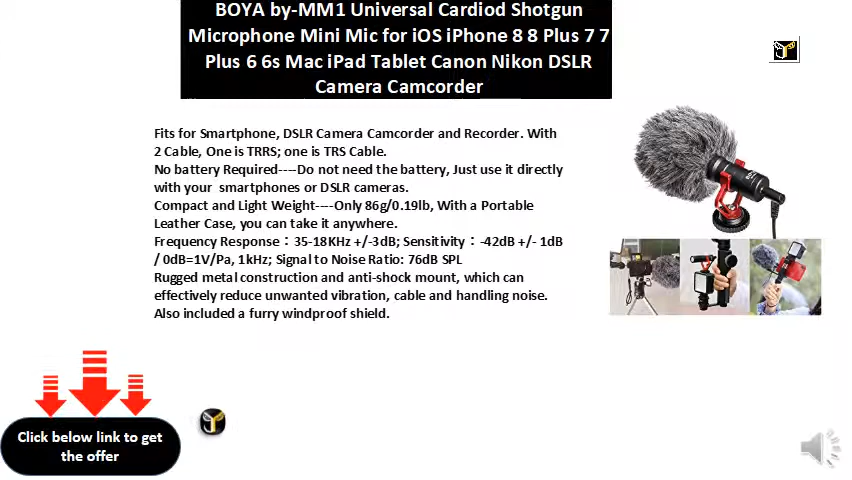 BOYA by-MM1 Universal Cardiod Shotgun
Microphone Mini Mic for iOS iPhone 8 8 Plus 7 7
Plus 6 6s Mac iPad Tablet Canon Nikon DSLR
Camera Camcorder
Fits for Smartphone, DSLR Camera Camcorder and Recorder. With
2 Cable, One is TRRS; one is TRS Cable.
No battery Required----Do not need the battery, Just use it directly
with your smartphones or DSLR cameras.
Compact and Light Weight----Only 86g/0.19lb, With a Portable
Leather Case, you can take it anywhere.
Frequency Response：35-18KHz +/-3dB; Sensitivity：-42dB +/- 1dB
/ 0dB=1V/Pa, 1kHz; Signal to Noise Ratio: 76dB SPL
Rugged metal construction and anti-shock mount, which can
effectively reduce unwanted vibration, cable and handling noise.
Also included a furry windproof shield.
Click below link to get
the offer